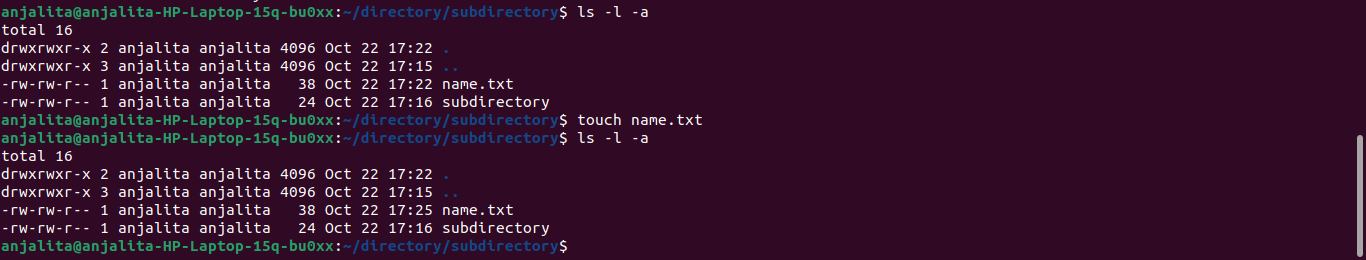 anjalita@anjalita-HP-Laptop-15q-bu0xx:~/directory/subdirectory$ ls -l -a
total 16
drwxrwxr-x 2 anjalita anjalita 4096 Oct 22 17:22 .
drwxrwxr-x 3 anjalita anjalita 4096 Oct 22 17:15 ..
-rw-rw-r-- 1 anjalita anjalita   38 Oct 22 17:22 name.txt
-rw-rw-r-- 1 anjalita anjalita   24 Oct 22 17:16 subdirectory
anjalita@anjalita-HP-Laptop-15q-bu0xx:~/directory/subdirectory$ touch name.txt
anjalita@anjalita-HP-Laptop-15q-bu0xx:~/directory/subdirectory$ ls -l -a
total 16
drwxrwxr-x 2 anjalita anjalita 4096 Oct 22 17:22 .
drwxrwxr-x 3 anjalita anjalita 4096 Oct 22 17:15 ..
-rw-rw-r-- 1 anjalita anjalita   38 Oct 22 17:25 name.txt
-rw-rw-r-- 1 anjalita anjalita   24 Oct 22 17:16 subdirectory
anjalita@anjalita-HP-Laptop-15q-bu0xx:~/directory/subdirectory$